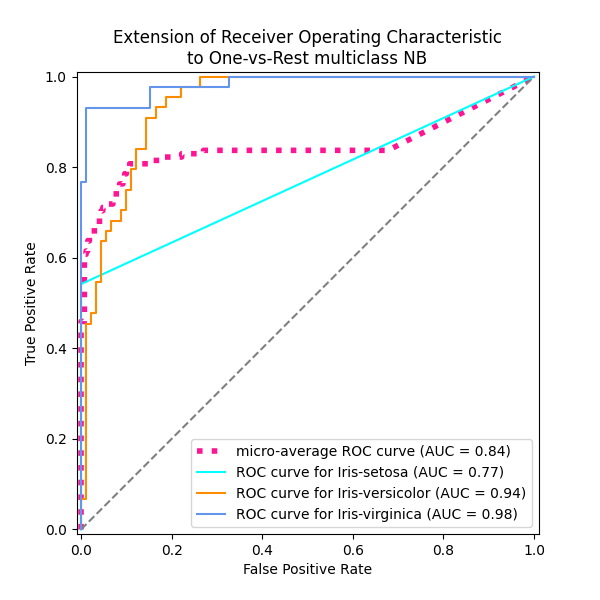 Extension of Receiver Operating Characteristic
to One-vs-Rest multiclass NB
True Positive Rate
1.0
0.8
0.6
0.4
0.2
0.0
micro-average ROC curve (AUC = 0.84)
ROC curve for Iris-setosa (AUC = 0.77)
ROC curve for Iris-versicolor (AUC = 0.94)
ROC curve for Iris-virginica (AUC = 0.98)
0.0 0.2 0.4 0.6 0.8 1.0
False Positive Rate